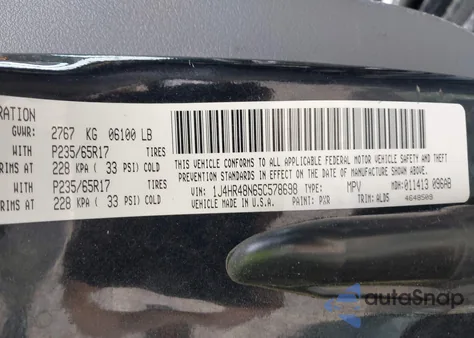 RATION
GVWR: 2767 KG 06100 LB
WITH P235/65R17 TIRES
RIMS AT 228 KPA ( 33 PSI) COLD
WITH P235/65R17 TIRES
RIMS AT 228 KPA ( 33 PSI) COLD
THIS VEHICLE CONFORMS TO ALL APPLICABLE FEDERAL MOTOR VEHICLE SAFETY AND THEFT
PREVENTION STANDARDS IN EFFECT ON THE DATE OF MANUFACTURE SHOWN ABOVE.
VIN: 1J4HR48N65C578698 TYPE: MPV MDH: 011413 096AB
MADE IN U.S.A. PAINT: PXR TRIM: ALD5 4648509
autoSnap